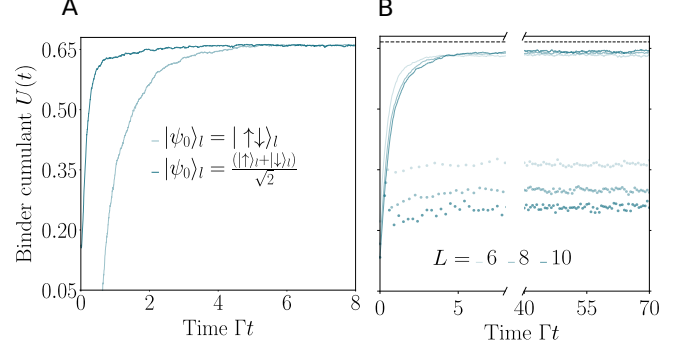 A
B
Binder cumulant U(t)
0.65
0.50
0.35
0.20
0.05
|ψ₀⟩ₗ = |↑↓⟩ₗ
|ψ₀⟩ₗ = (|↑⟩ₗ+|↓⟩ₗ)/√2
0 2 4 6 8
Time Γt
L = 6 8 10
0 5 40 55 70
Time Γt